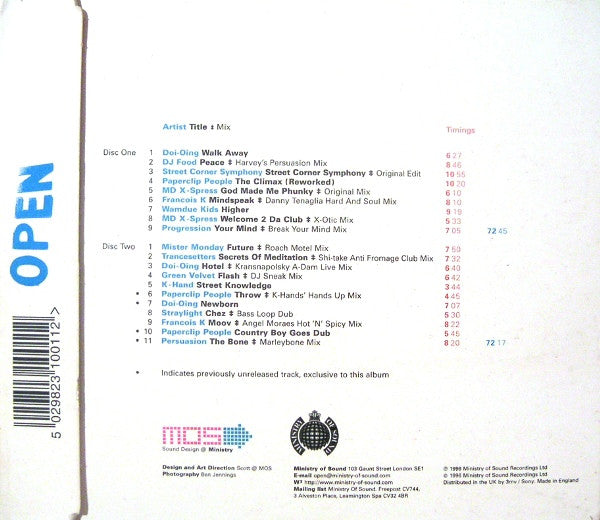 OPEN
5 029823 100112 >
Artist Title ‡ Mix Timings
Disc One 1 Doi-Oing Walk Away 6 27
2 DJ Food Peace ‡ Harvey's Persuasion Mix 8 46
3 Street Corner Symphony Street Corner Symphony ‡ Original Edit 10 55
4 Paperclip People The Climax (Reworked) 10 20
5 MD X-Spress God Made Me Phunky ‡ Original Mix 6 10
6 Francois K Mindspeak ‡ Danny Tenaglia Hard And Soul Mix 8 10
7 Wamdue Kids Higher 9 19
8 MD X-Spress Welcome 2 Da Club ‡ X-Otic Mix 5 33
9 Progression Your Mind ‡ Break Your Mind Mix 7 05 72 45
Disc Two 1 Mister Monday Future ‡ Roach Motel Mix 7 50
2 Trancesetters Secrets Of Meditation ‡ Shi-take Anti Fromage Club Mix 7 32
3 Doi-Oing Hotel ‡ Kransnapolsky A-Dam Live Mix 6 40
4 Green Velvet Flash ‡ DJ Sneak Mix 6 42
5 K-Hand Street Knowledge 3 44
• 6 Paperclip People Throw ‡ K-Hands' Hands Up Mix 4 45
• 7 Doi-Oing Newborn 7 07
8 Straylight Chez ‡ Bass Loop Dub 5 30
9 Francois K Moov ‡ Angel Moraes Hot 'N' Spicy Mix 8 22
• 10 Paperclip People Country Boy Goes Dub 5 45
• 11 Persuasion The Bone ‡ Marleybone Mix 8 20 72 17
• Indicates previously unreleased track, exclusive to this album
MOS
Sound Design @ Ministry
MINISTRY OF SOUND
Design and Art Direction Scott @ MOS
Photography Ben Jennings
Ministry of Sound 103 Gaunt Street London SE1
E-mail open@ministry-of-sound.com
W³ http://www.ministry-of-sound.com
Mailing list Ministry Of Sound. Freepost CV744,
3 Alveston Place, Leamington Spa CV32 4BR
℗ 1996 Ministry of Sound Recordings Ltd
© 1996 Ministry of Sound Recordings Ltd
Distributed in the UK by 3mv / Sony. Made in England